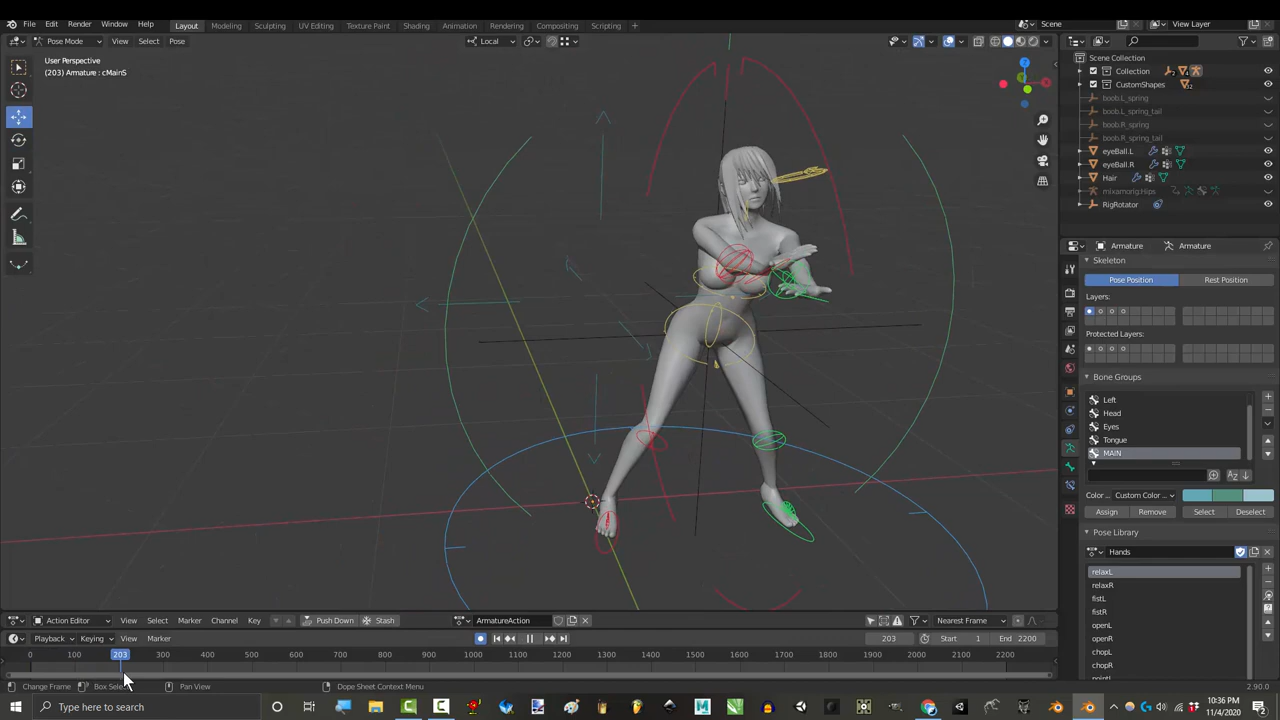 File Edit Render Window Help Layout Modeling Sculpting UV Editing Texture Paint Shading Animation Rendering Compositing Scripting + Scene View Layer
Pose Mode View Select Pose Local
User Perspective
(203) Armature : cMainS
Scene Collection
Collection
CustomShapes
boob.L_spring
boob.L_spring_tail
boob.R_spring
boob.R_spring_tail
eyeBall.L
eyeBall.R
Hair
mixamorig:Hips
RigRotator
Armature Armature
Skeleton
Pose Position Rest Position
Layers:
Protected Layers:
Bone Groups
Left
Head
Eyes
Tongue
MAIN
Color ... Custom Color ...
Assign Remove Select Deselect
Pose Library
Hands
relaxL
relaxR
fistL
fistR
openL
openR
chopL
chopR
Action Editor View Select Marker Channel Key Push Down Stash ArmatureAction Nearest Frame
Playback Keying View Marker 203 Start 1 End 2200
0 100 203 300 400 500 600 700 800 900 1000 1100 1200 1300 1400 1500 1600 1700 1800 1900 2000 2100 2200
Change Frame Box Select Pan View Dope Sheet Context Menu 2.90.0
Type here to search
10:36 PM
11/4/2020